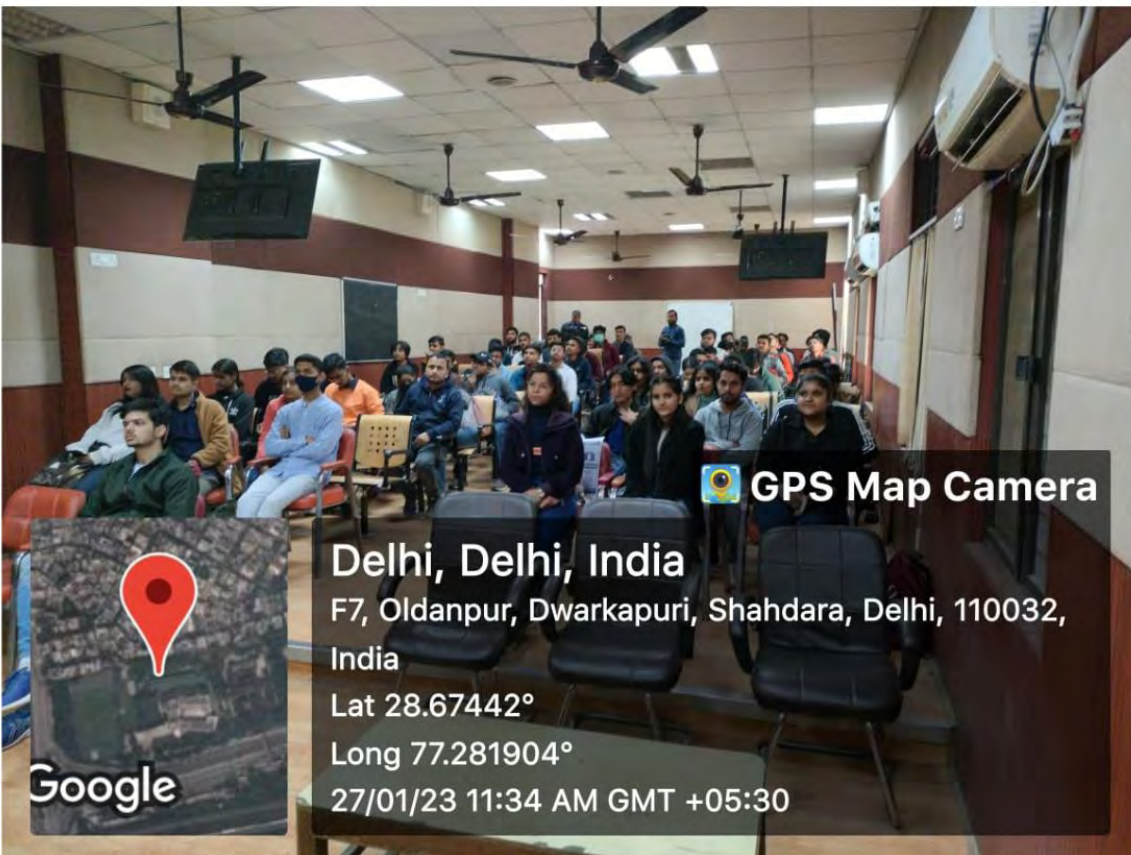 GPS Map Camera
Delhi, Delhi, India
F7, Oldanpur, Dwarkapuri, Shahdara, Delhi, 110032,
India
Lat 28.67442°
Long 77.281904°
27/01/23 11:34 AM GMT +05:30
Google